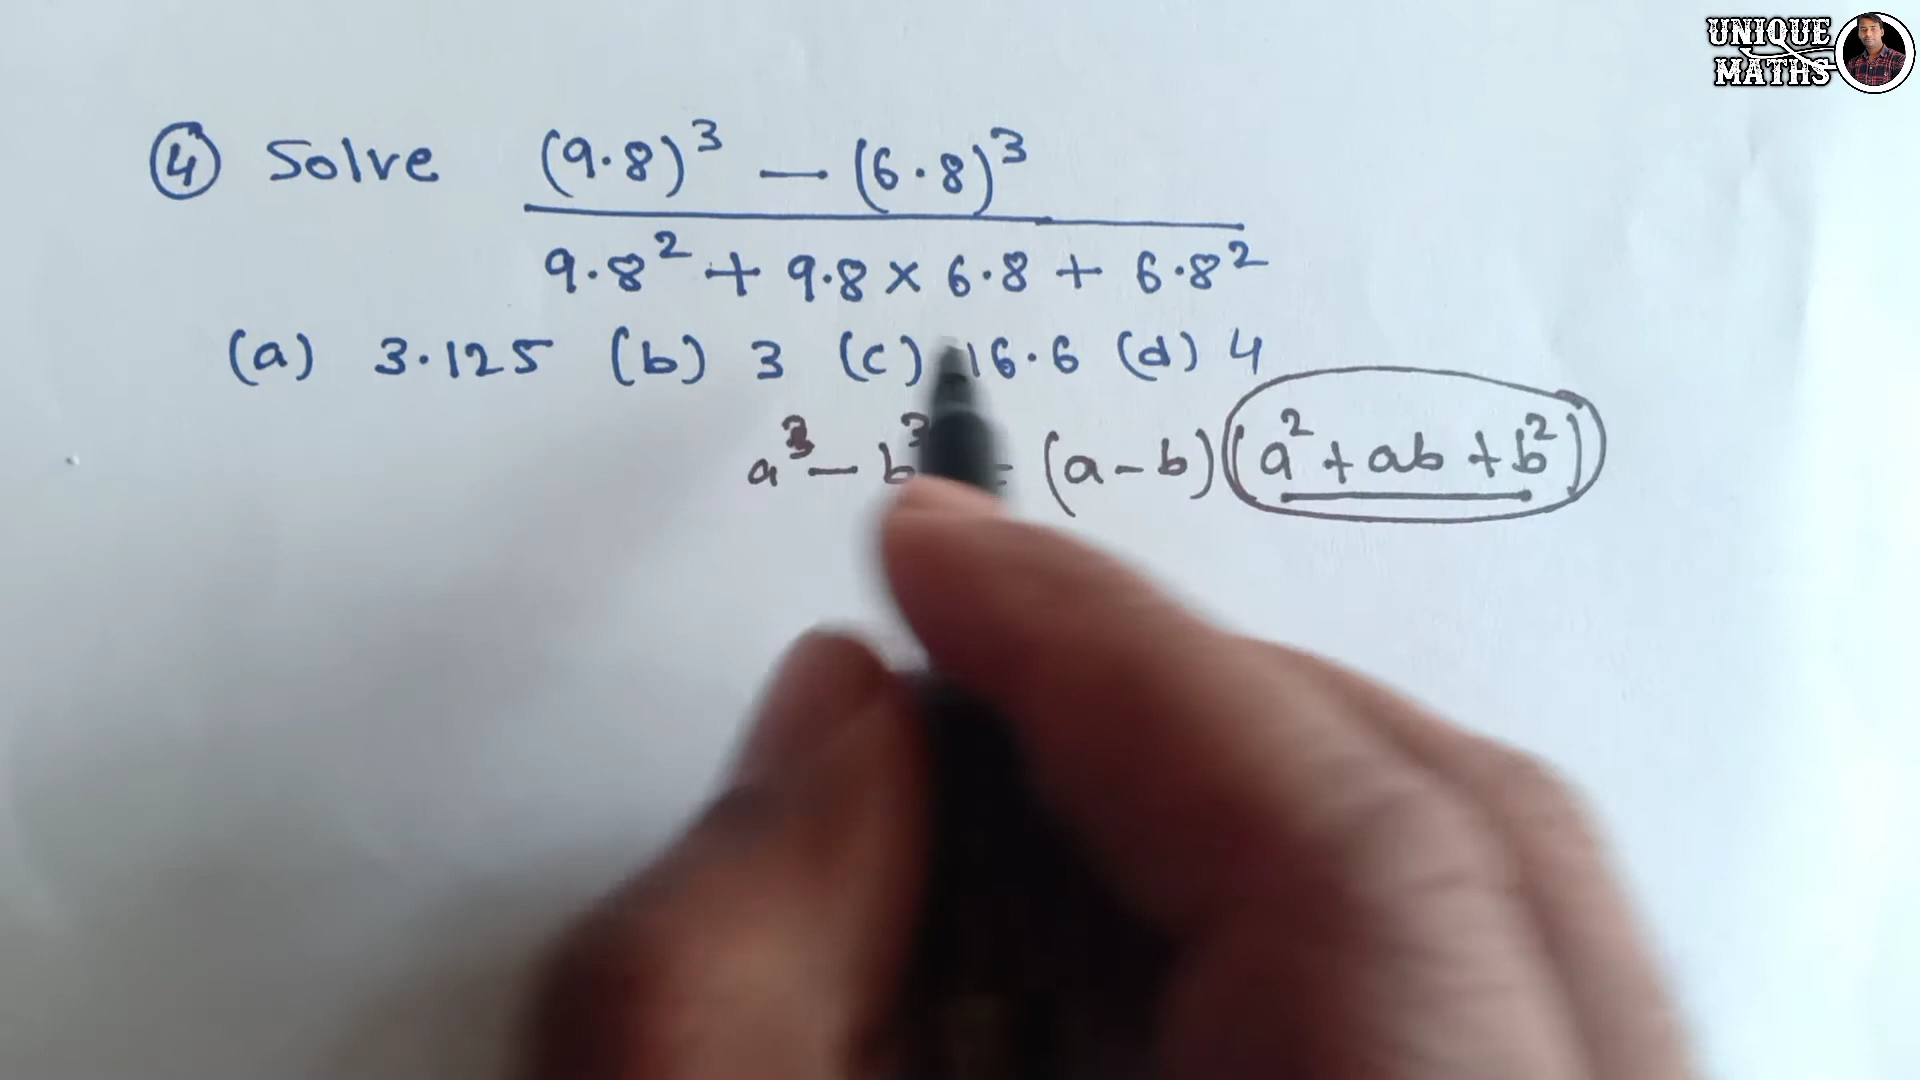 UNIQUE
MATHS
④ Solve (9.8)³ — (6.8)³
9.8² + 9.8 × 6.8 + 6.8²
(a) 3.125 (b) 3 (c) 16.6 (d) 4
a³ – b³ = (a – b) (a² + ab + b²)